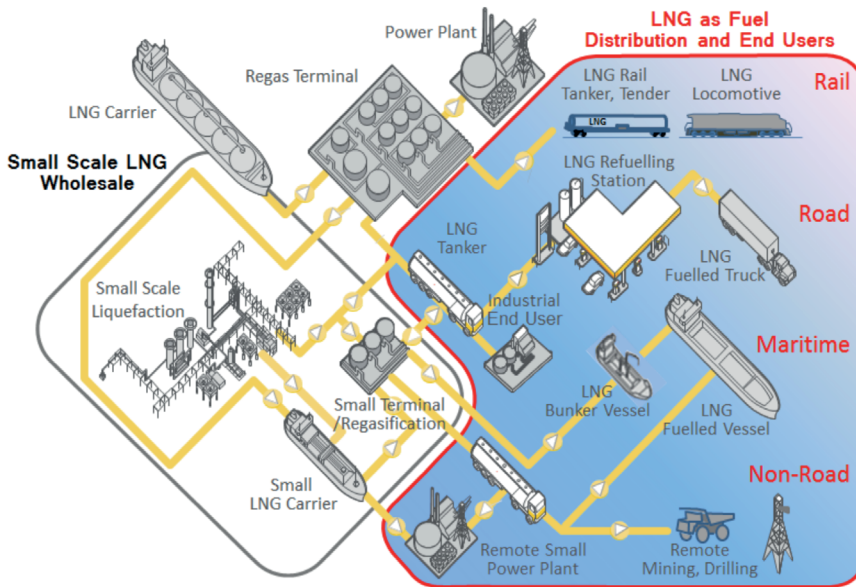 LNG as Fuel
Distribution and End Users
Power Plant
Regas Terminal
LNG Carrier
LNG Rail
Tanker, Tender
LNG
Locomotive
Rail
LNG
Small Scale LNG
Wholesale
LNG Refuelling
Station
Road
LNG
Tanker
LNG
Fuelled Truck
Small Scale
Liquefaction
Industrial
End User
Maritime
Small Terminal
/Regasification
LNG
Bunker Vessel
LNG
Fuelled Vessel
Small
LNG Carrier
Non-Road
Remote Small
Power Plant
Remote
Mining, Drilling